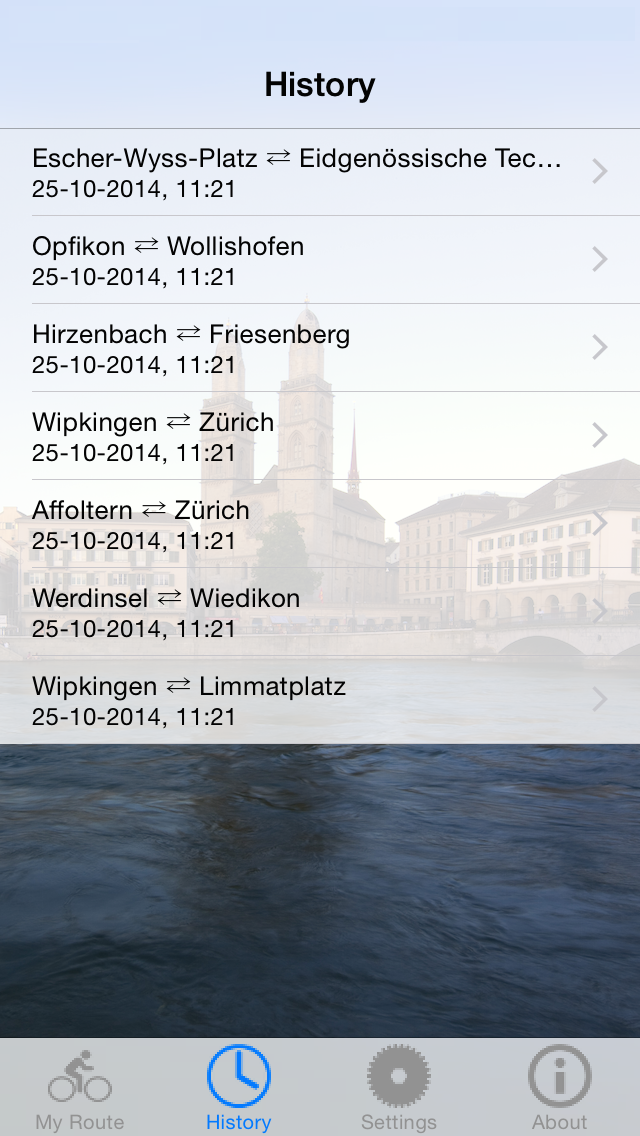 History
Escher-Wyss-Platz ⇄ Eidgenössische Tec...
25-10-2014, 11:21
Opfikon ⇄ Wollishofen
25-10-2014, 11:21
Hirzenbach ⇄ Friesenberg
25-10-2014, 11:21
Wipkingen ⇄ Zürich
25-10-2014, 11:21
Affoltern ⇄ Zürich
25-10-2014, 11:21
Werdinsel ⇄ Wiedikon
25-10-2014, 11:21
Wipkingen ⇄ Limmatplatz
25-10-2014, 11:21
My Route History Settings About